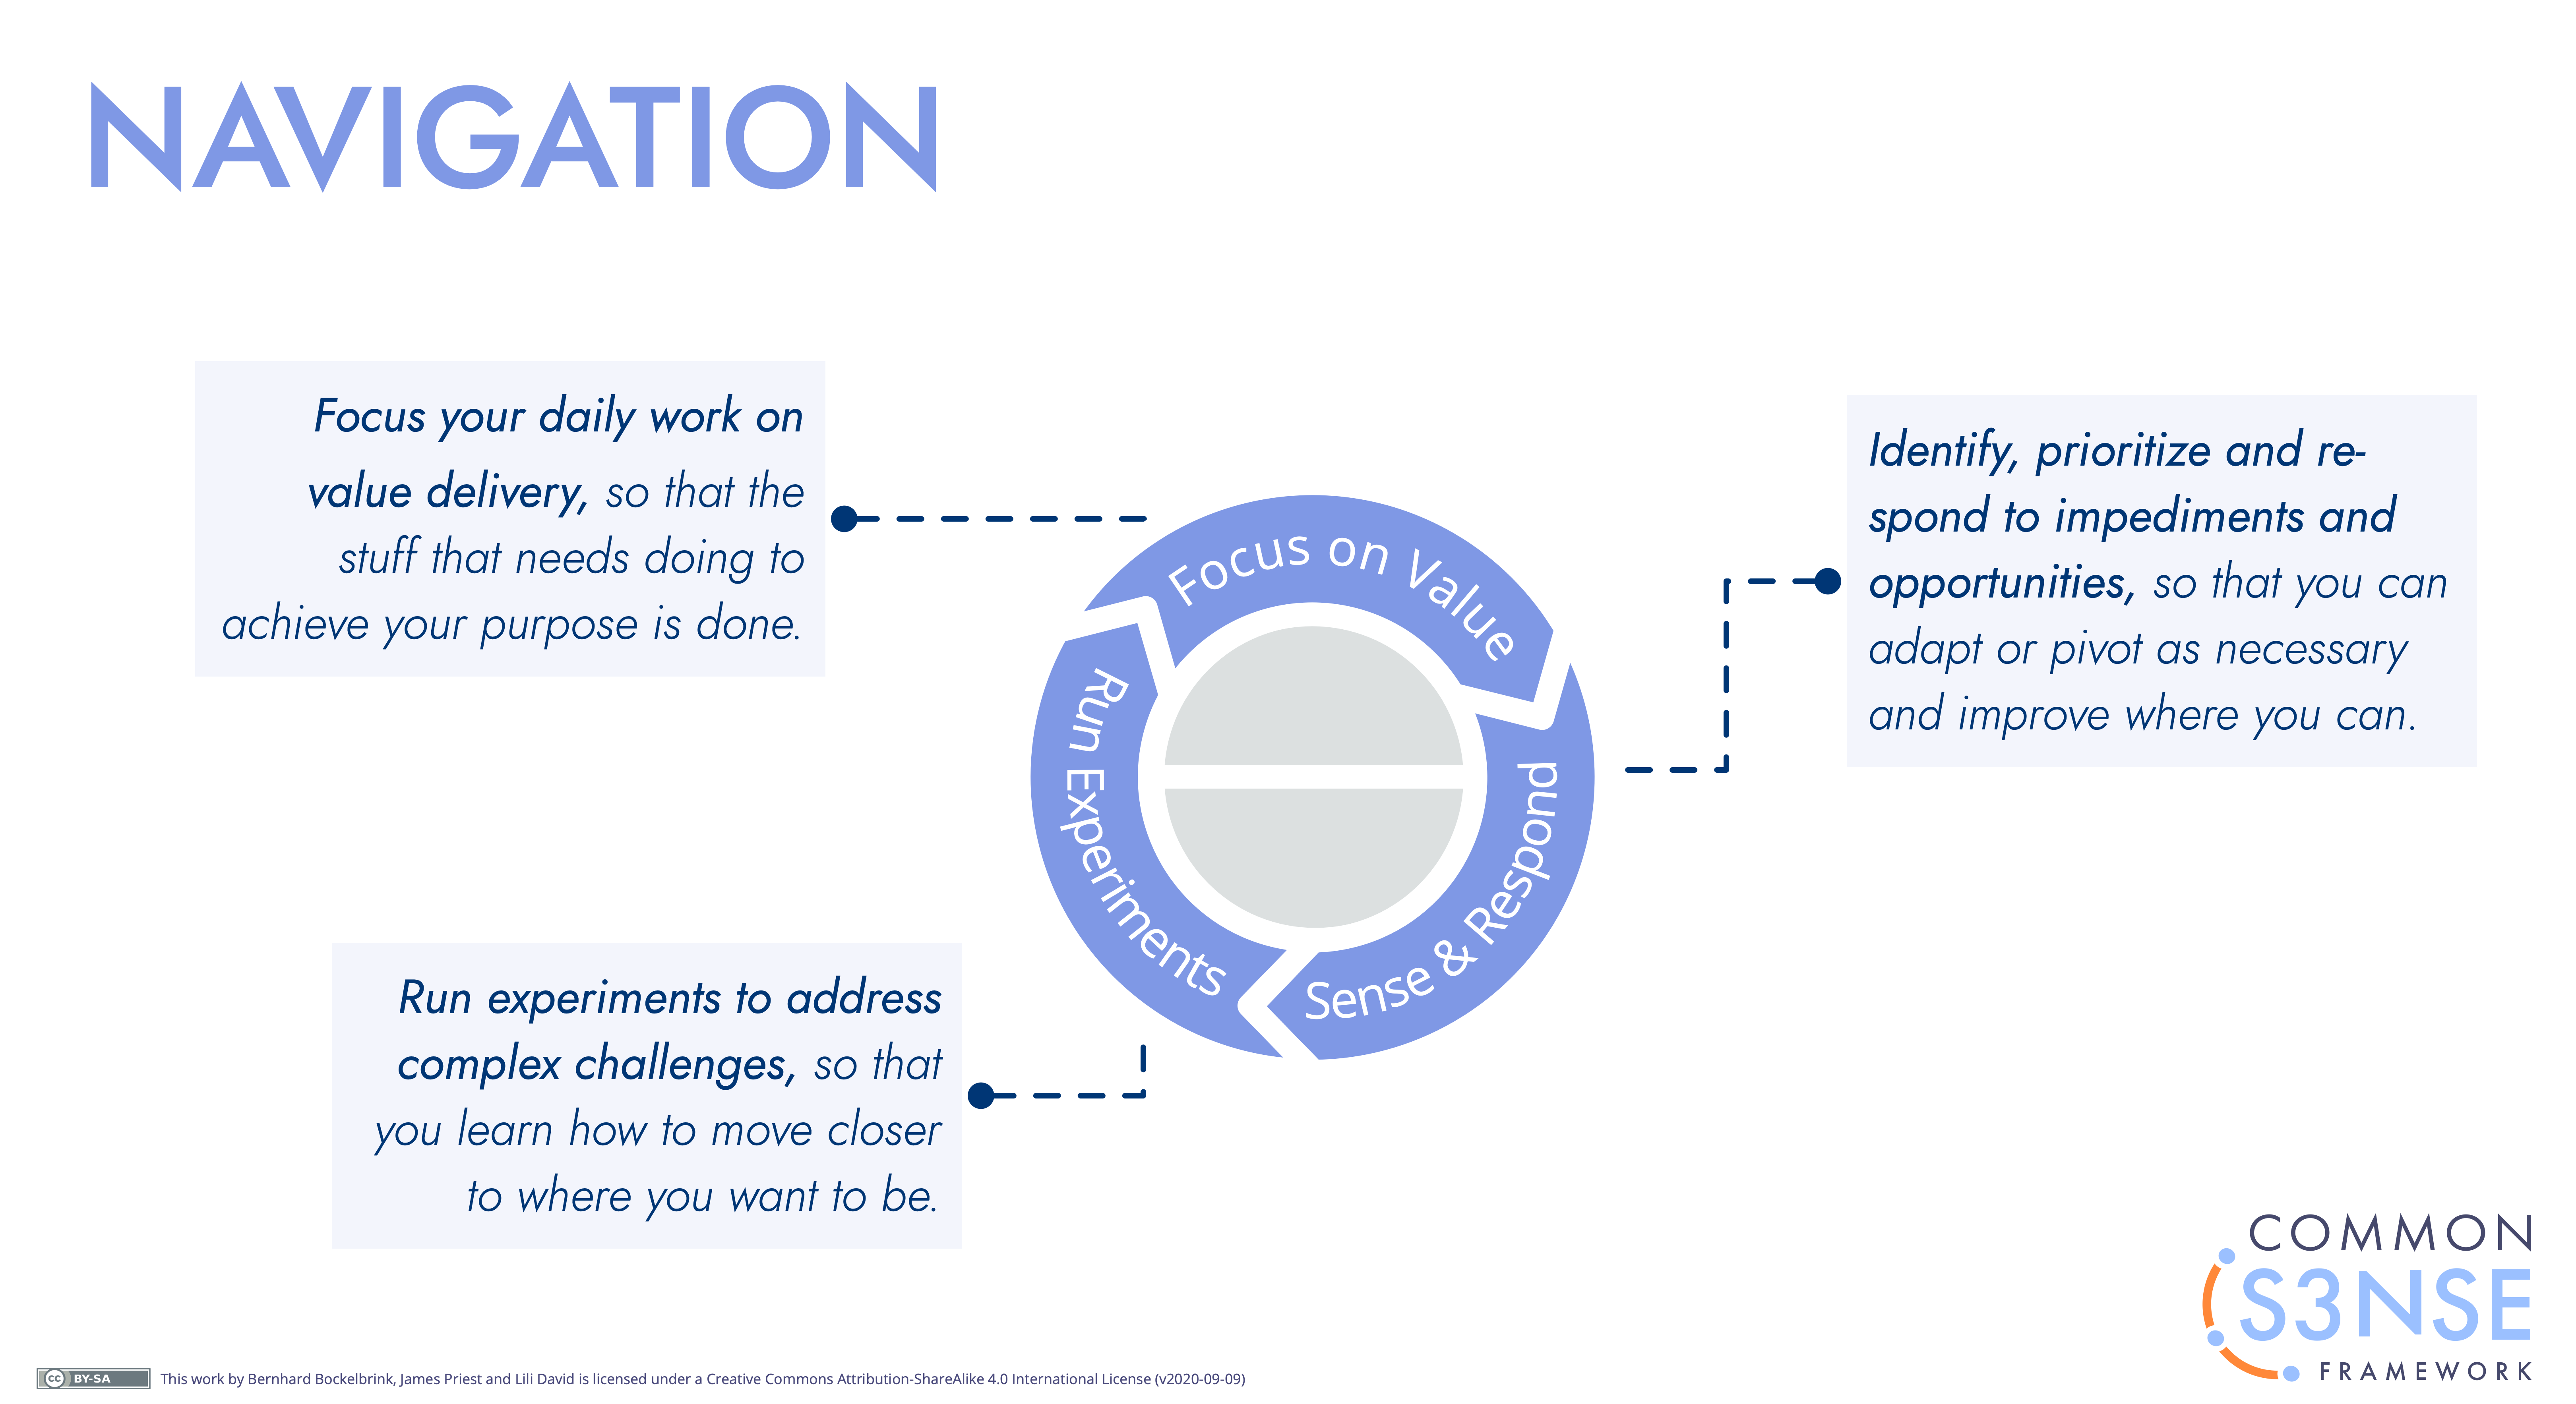 NAVIGATION
Focus your daily work on
value delivery, so that the
stuff that needs doing to
achieve your purpose is done.
Identify, prioritize and re-
spond to impediments and
opportunities, so that you can
adapt or pivot as necessary
and improve where you can.
Focus on Value
Sense & Respond
Run Experiments
Run experiments to address
complex challenges, so that
you learn how to move closer
to where you want to be.
COMMON
S3NSE
FRAMEWORK
cc BY-SA This work by Bernhard Bockelbrink, James Priest and Lili David is licensed under a Creative Commons Attribution-ShareAlike 4.0 International License (v2020-09-09)